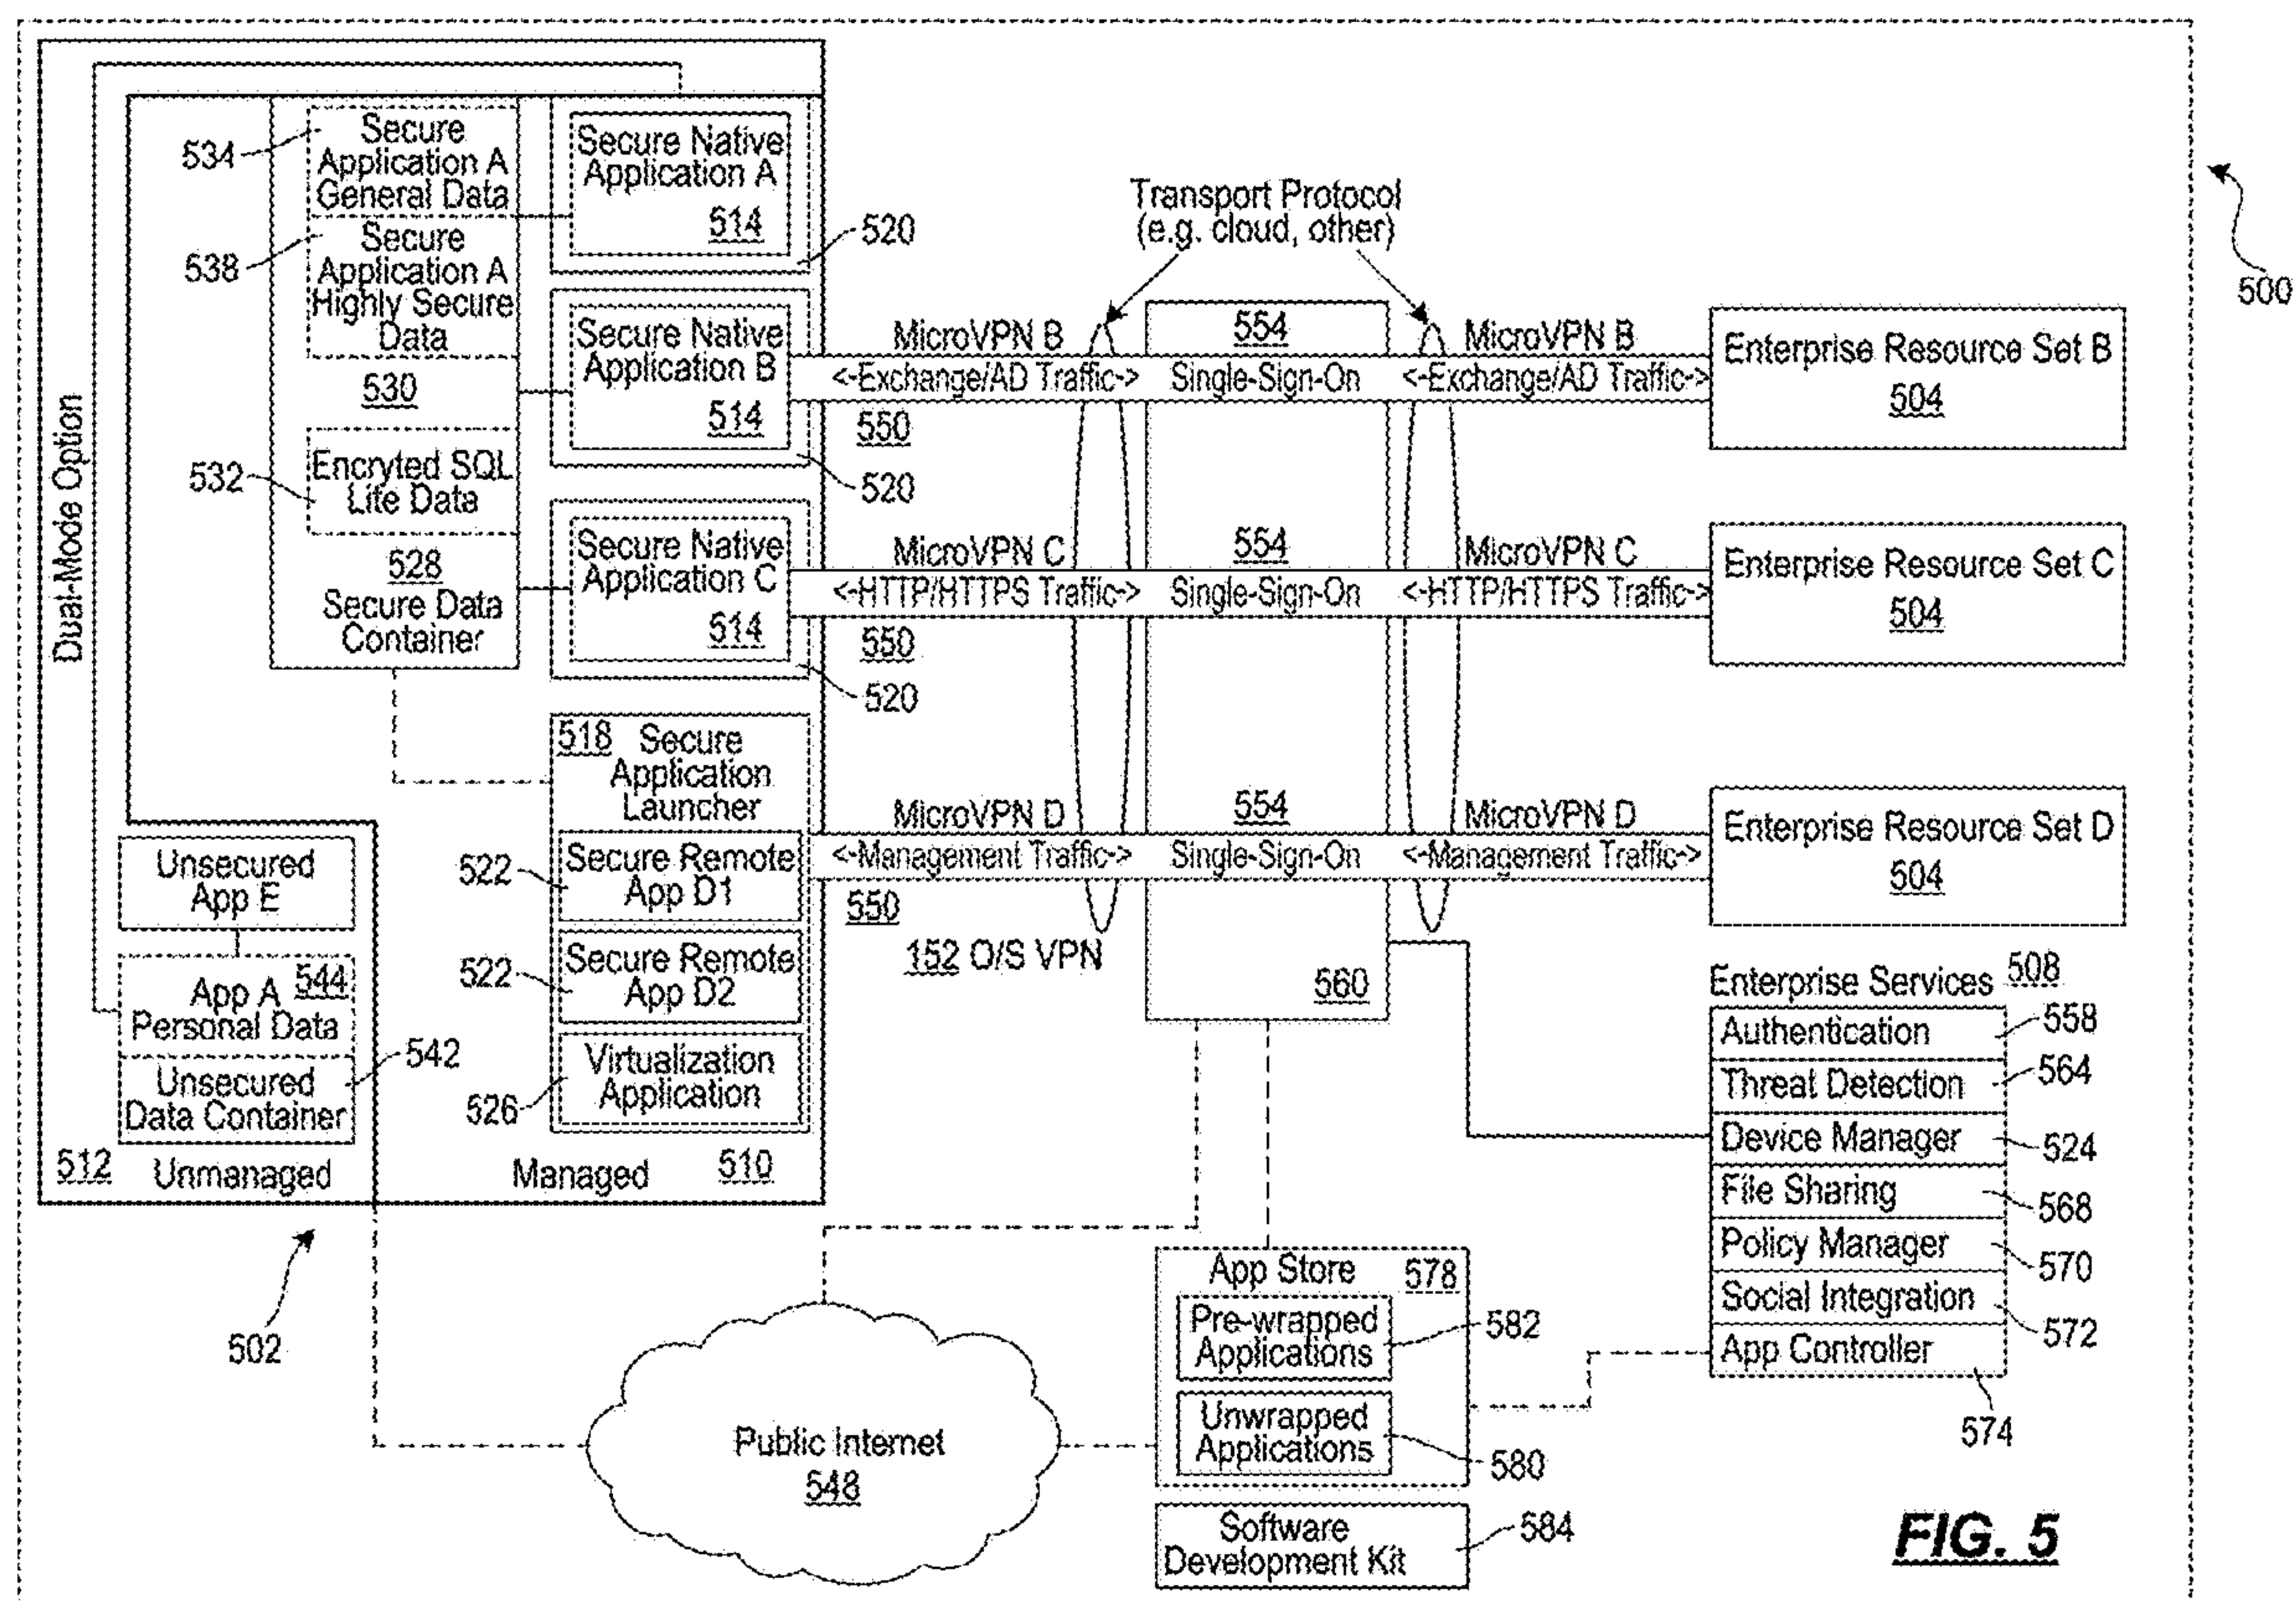 Dual-Mode Option
534
Secure
Application A
General Data
538
Secure
Application A
Highly Secure
Data
530
532
Encryted SQL
Lite Data
528
Secure Data
Container
Secure Native
Application A
514
520
Secure Native
Application B
514
520
Secure Native
Application C
514
520
518 Secure
Application
Launcher
522
Secure Remote
App D1
522
Secure Remote
App D2
526
Virtualization
Application
Unsecured
App E
App A 544
Personal Data
Unsecured
Data Container
542
512 Unmanaged
Managed 510
502
Transport Protocol
(e.g. cloud, other)
500
MicroVPN B
<-Exchange/AD Traffic->
550
554
Single-Sign-On
MicroVPN B
<-Exchange/AD Traffic->
Enterprise Resource Set B
504
MicroVPN C
<-HTTP/HTTPS Traffic->
550
554
Single-Sign-On
MicroVPN C
<-HTTP/HTTPS Traffic->
Enterprise Resource Set C
504
MicroVPN D
<-Management Traffic->
550
554
Single-Sign-On
MicroVPN D
<-Management Traffic->
Enterprise Resource Set D
504
152 O/S VPN
560
Enterprise Services 508
Authentication 558
Threat Detection 564
Device Manager 524
File Sharing 568
Policy Manager 570
Social Integration 572
App Controller
574
App Store 578
Pre-wrapped
Applications
582
Unwrapped
Applications
580
Public Internet
548
Software
Development Kit
584
FIG. 5